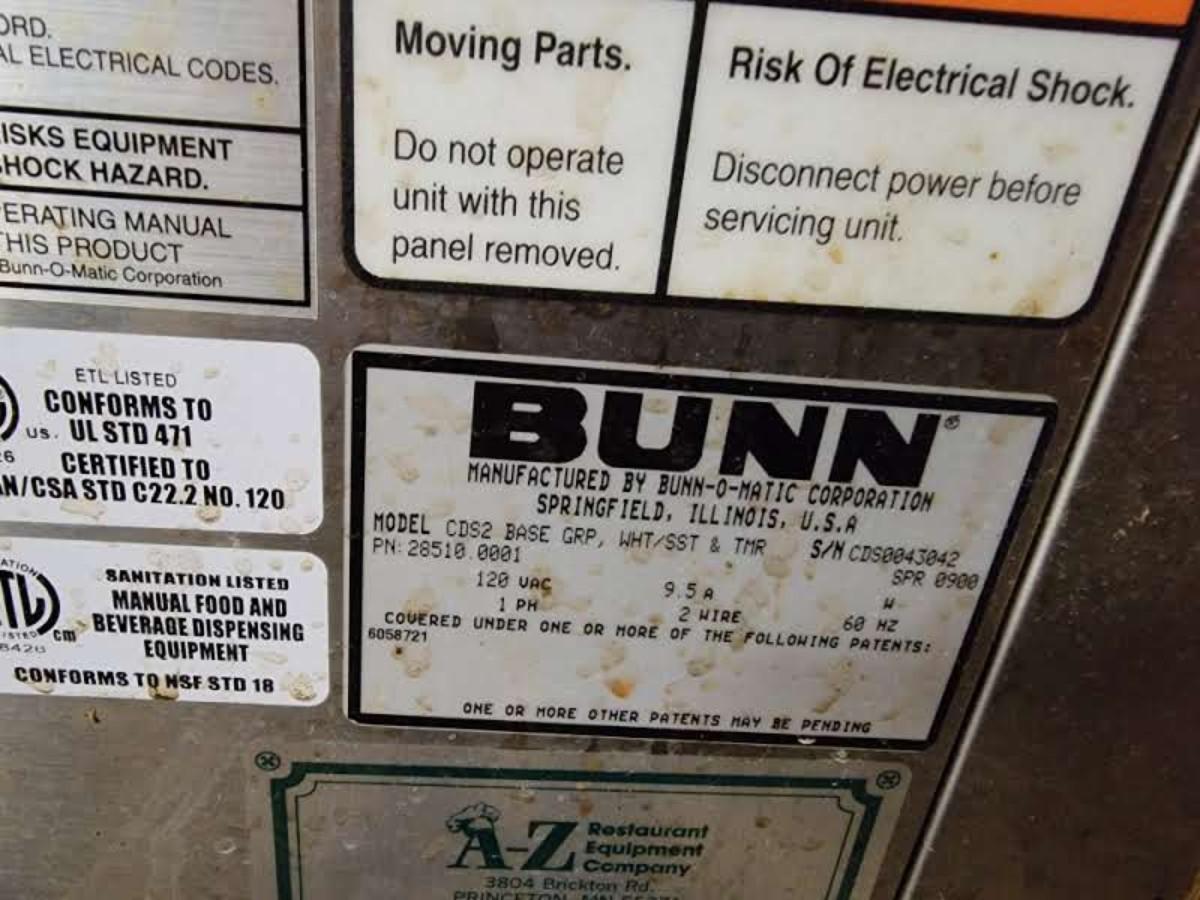 ORD.
AL ELECTRICAL CODES.
ISKS EQUIPMENT
SHOCK HAZARD.
ERATING MANUAL
THIS PRODUCT
Bunn-O-Matic Corporation
Moving Parts.
Do not operate
unit with this
panel removed.
Risk Of Electrical Shock.
Disconnect power before
servicing unit.
ETL LISTED
CONFORMS TO
US. UL STD 471
CERTIFIED TO
AN/CSA STD C22.2 NO. 120
SANITATION LISTED
MANUAL FOOD AND
BEVERAGE DISPENSING
EQUIPMENT
cm
CONFORMS TO NSF STD 18
BUNN®
MANUFACTURED BY BUNN-O-MATIC CORPORATION
SPRINGFIELD, ILLINOIS, U.S.A
MODEL CDS2 BASE GRP, WHT/SST & TMR S/N CDS0043042
PN: 28510.0001 SPR 0900
120 VAC 9.5 A W
1 PH 2 WIRE 60 HZ
COVERED UNDER ONE OR MORE OF THE FOLLOWING PATENTS:
6058721
ONE OR MORE OTHER PATENTS MAY BE PENDING
A-Z Restaurant
Equipment
Company
3804 Brickton Rd.
PRINCETON, MN